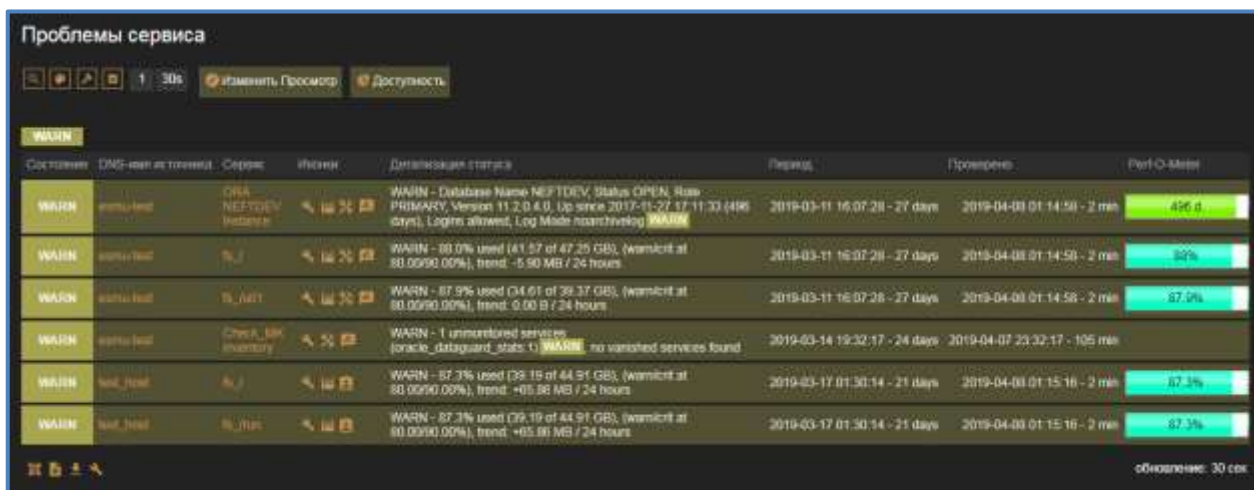 Проблемы сервиса
1 30s Изменить Просмотр Доступность
WARN
Состояние DNS-имя источника Сервис Иконки Детализация статуса Период Проверено Perf-O-Meter
WARN ORA NEFTDEV Instance WARN - Database Name NEFTDEV, Status OPEN, Role
PRIMARY, Version 11.2.0.4.0, Up since 2017-11-27 17:11:33 (496
days), Logins allowed, Log Mode noarchivelog WARN 2019-03-11 16:07:28 - 27 days 2019-04-08 01:14:58 - 2 min 496 d
WARN fs_/ WARN - 88.0% used (41.57 of 47.25 GB), (warn/crit at
80.00/90.00%), trend: -5.90 MB / 24 hours 2019-03-11 16:07:28 - 27 days 2019-04-08 01:14:58 - 2 min 88%
WARN WARN - 87.9% used (34.61 of 39.37 GB), (warn/crit at
80.00/90.00%), trend: 0.00 B / 24 hours 2019-03-11 16:07:28 - 27 days 2019-04-08 01:14:58 - 2 min 87.9%
WARN Check_MK inventory WARN - 1 unmonitored services
(oracle_dataguard_stats:1) WARN, no vanished services found 2019-03-14 19:32:17 - 24 days 2019-04-07 23:32:17 - 105 min
WARN test_host fs_/ WARN - 87.3% used (39.19 of 44.91 GB), (warn/crit at
80.00/90.00%), trend: +65.86 MB / 24 hours 2019-03-17 01:30:14 - 21 days 2019-04-08 01:15:16 - 2 min 87.3%
WARN test_host WARN - 87.3% used (39.19 of 44.91 GB), (warn/crit at
80.00/90.00%), trend: +65.86 MB / 24 hours 2019-03-17 01:30:14 - 21 days 2019-04-08 01:15:16 - 2 min 87.3%
обновление: 30 сек